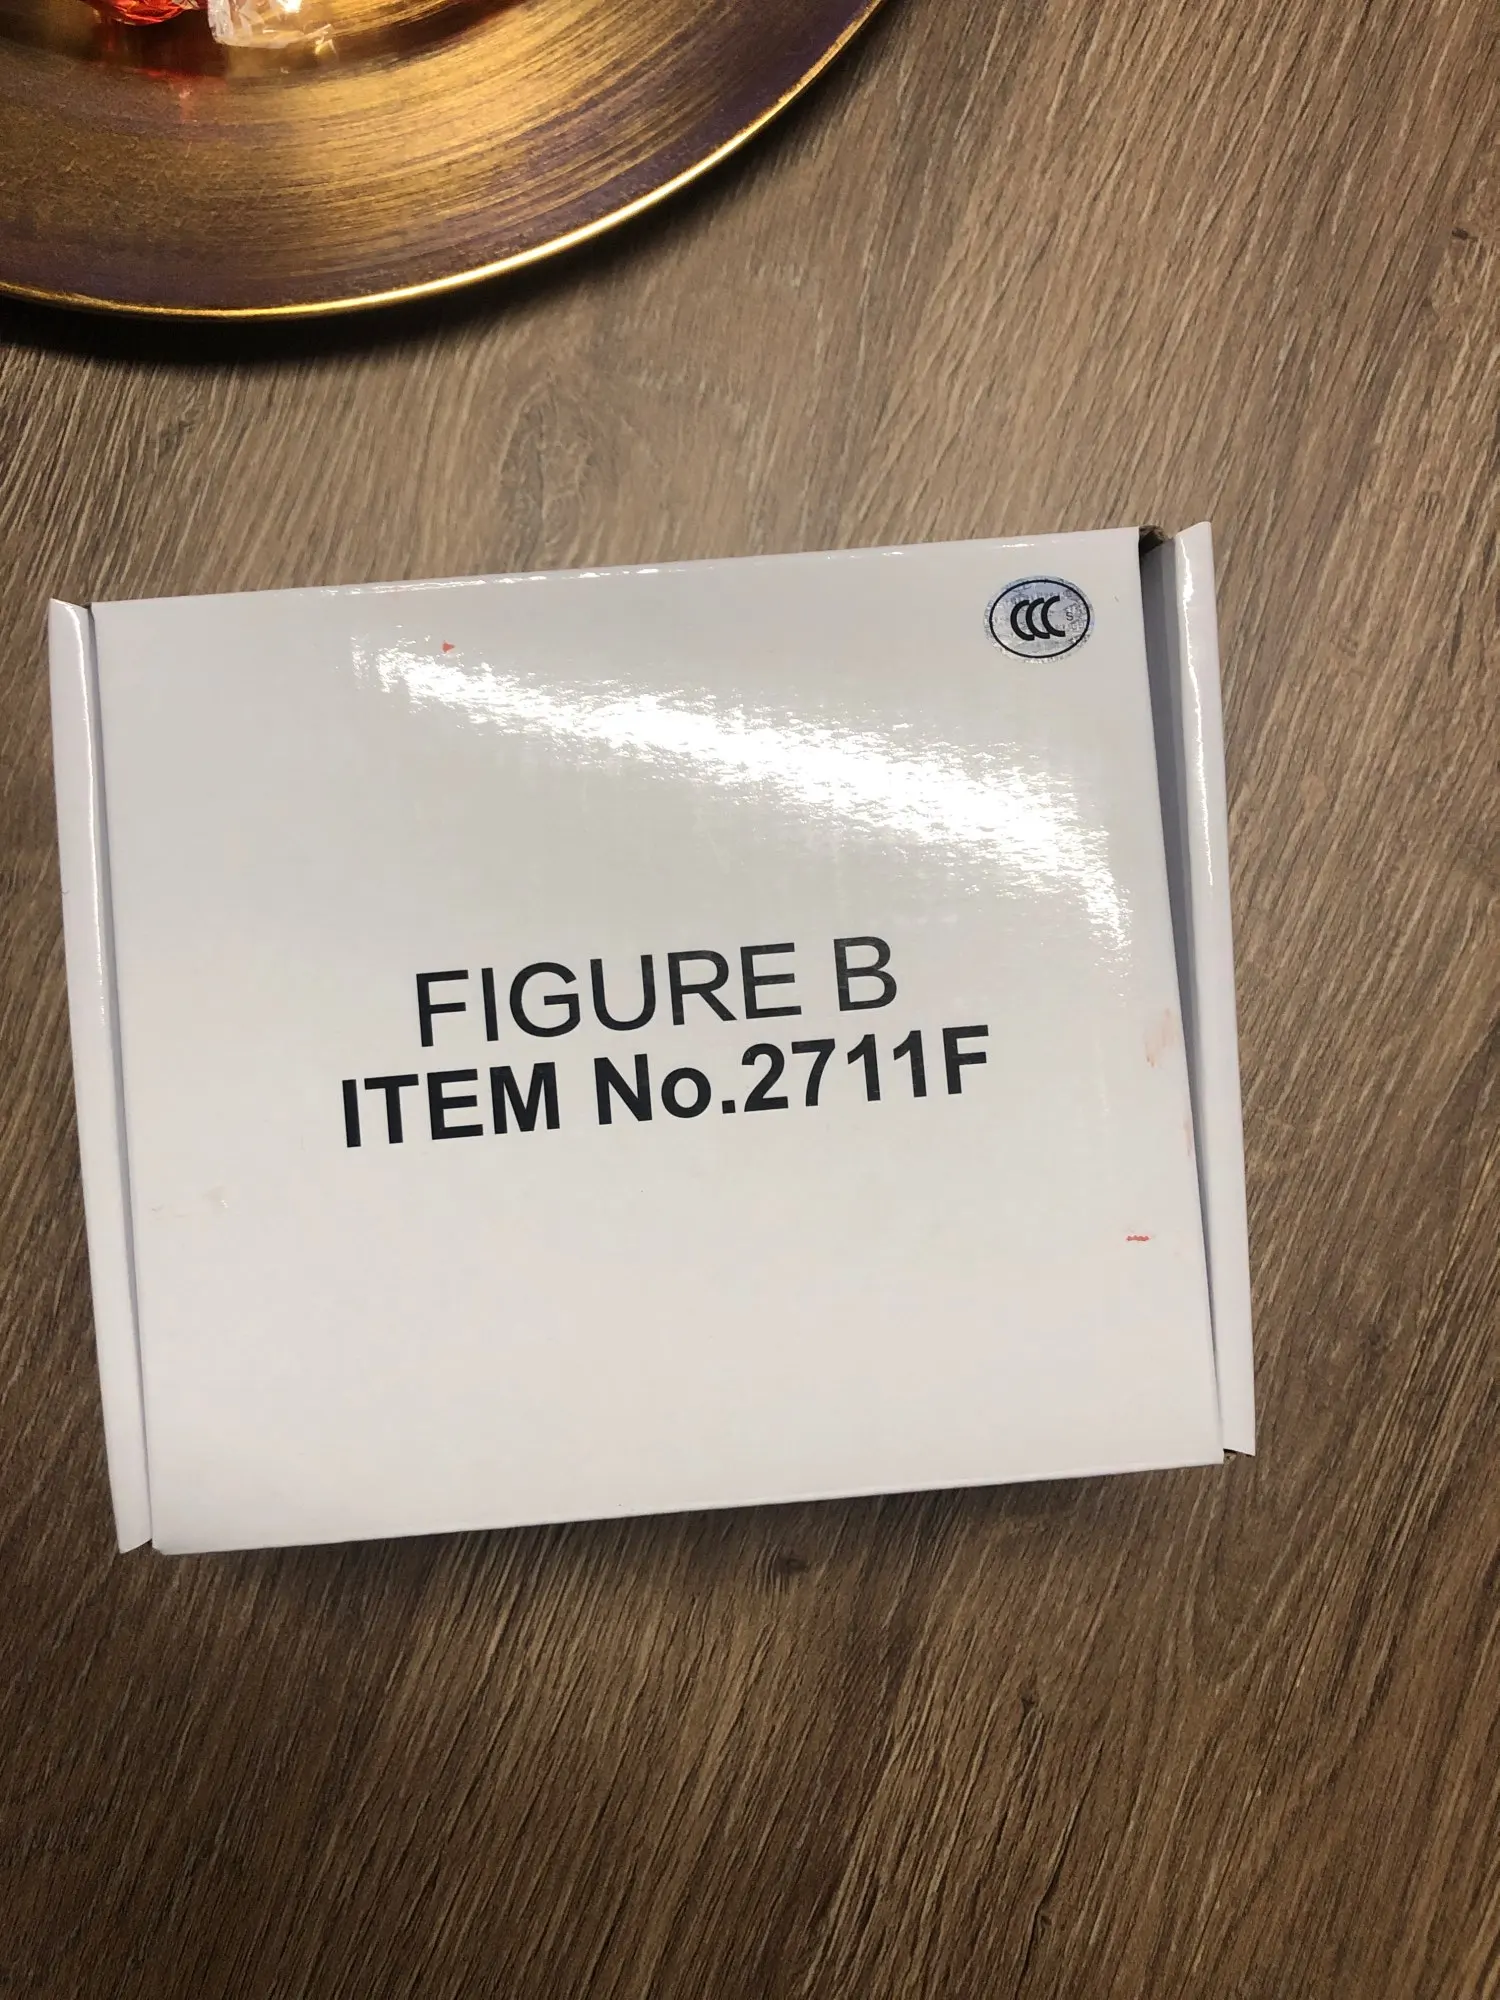 CCC S
FIGURE B
ITEM No.2711F